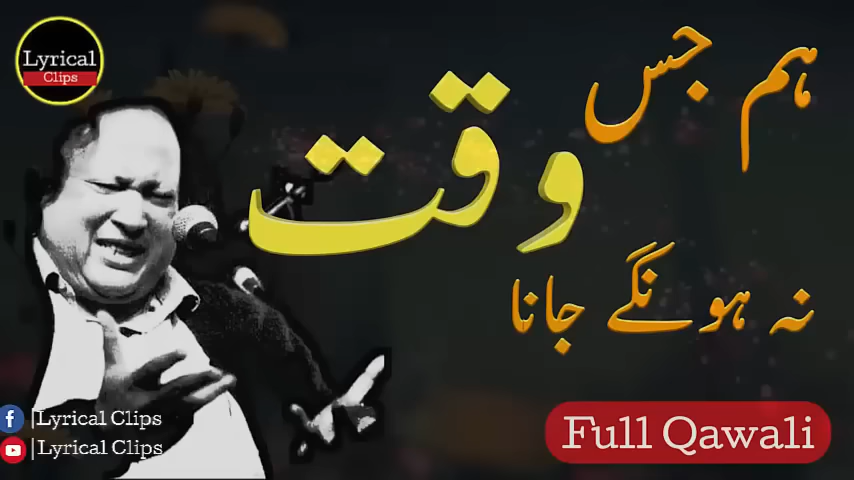 Lyrical
Clips
ہم جس
وقت
نہ ہونگے جانا
Full Qawali
|Lyrical Clips
|Lyrical Clips